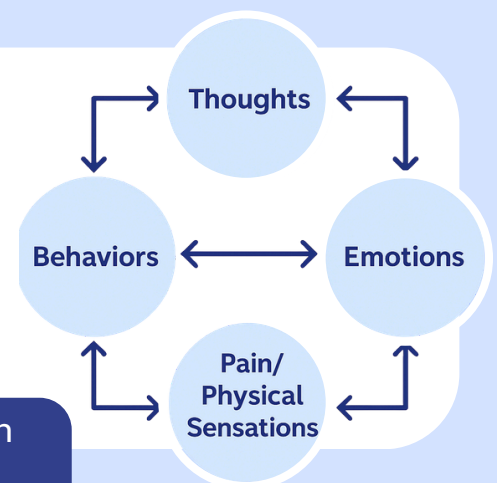 Thoughts
Behaviors
Emotions
Pain/
Physical
Sensations
n